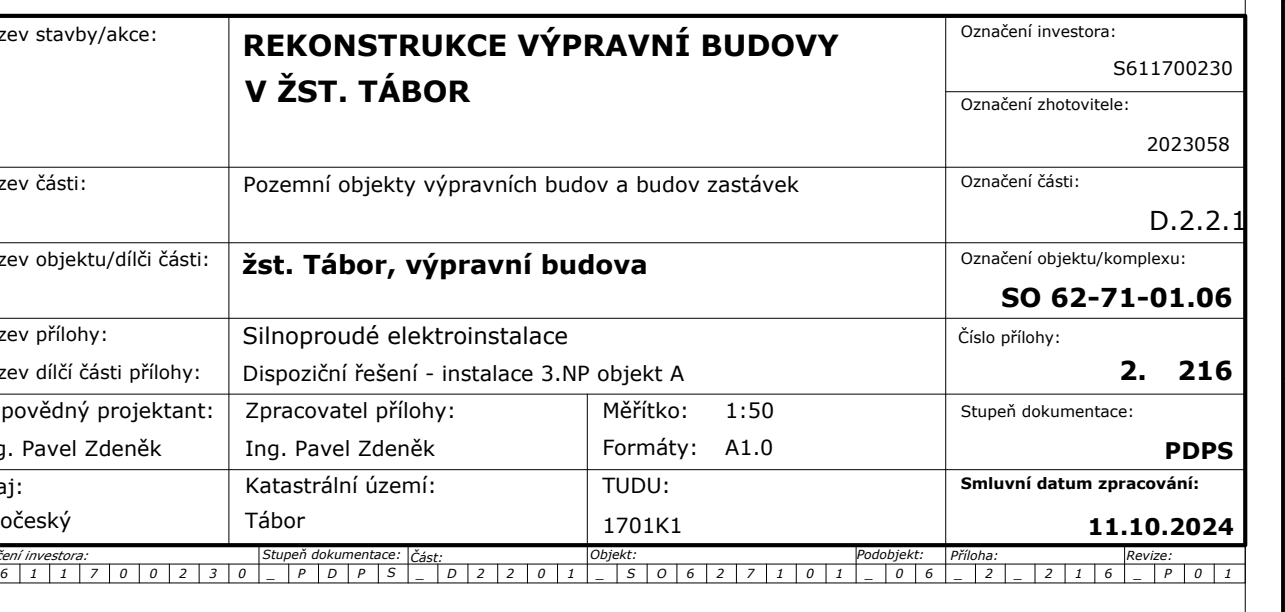 zev stavby/akce:
REKONSTRUKCE VÝPRAVNÍ BUDOVY
V ŽST. TÁBOR
Označení investora:
S611700230
Označení zhotovitele:
2023058
zev části:
Pozemní objekty výpravních budov a budov zastávek
Označení části:
D.2.2.1
zev objektu/dílči části:
žst. Tábor, výpravní budova
Označení objektu/komplexu:
SO 62-71-01.06
zev přílohy:
Silnoproudé elektroinstalace
Číslo přílohy:
zev dílčí části přílohy:
Dispoziční řešení - instalace 3.NP objekt A
2. 216
povědný projektant:
Zpracovatel přílohy:
Měřítko: 1:50
Stupeň dokumentace:
g. Pavel Zdeněk
Ing. Pavel Zdeněk
Formáty: A1.0
PDPS
aj:
Katastrální území:
TUDU:
Smluvní datum zpracování:
očeský
Tábor
1701K1
11.10.2024
čení investora: Stupeň dokumentace: Část: Objekt: Podobjekt: Příloha: Revize:
6 1 1 7 0 0 2 3 0 _ P D P S _ D 2 2 0 1 _ S O 6 2 7 1 0 1 _ 0 6 _ 2 _ 2 1 6 _ P 0 1